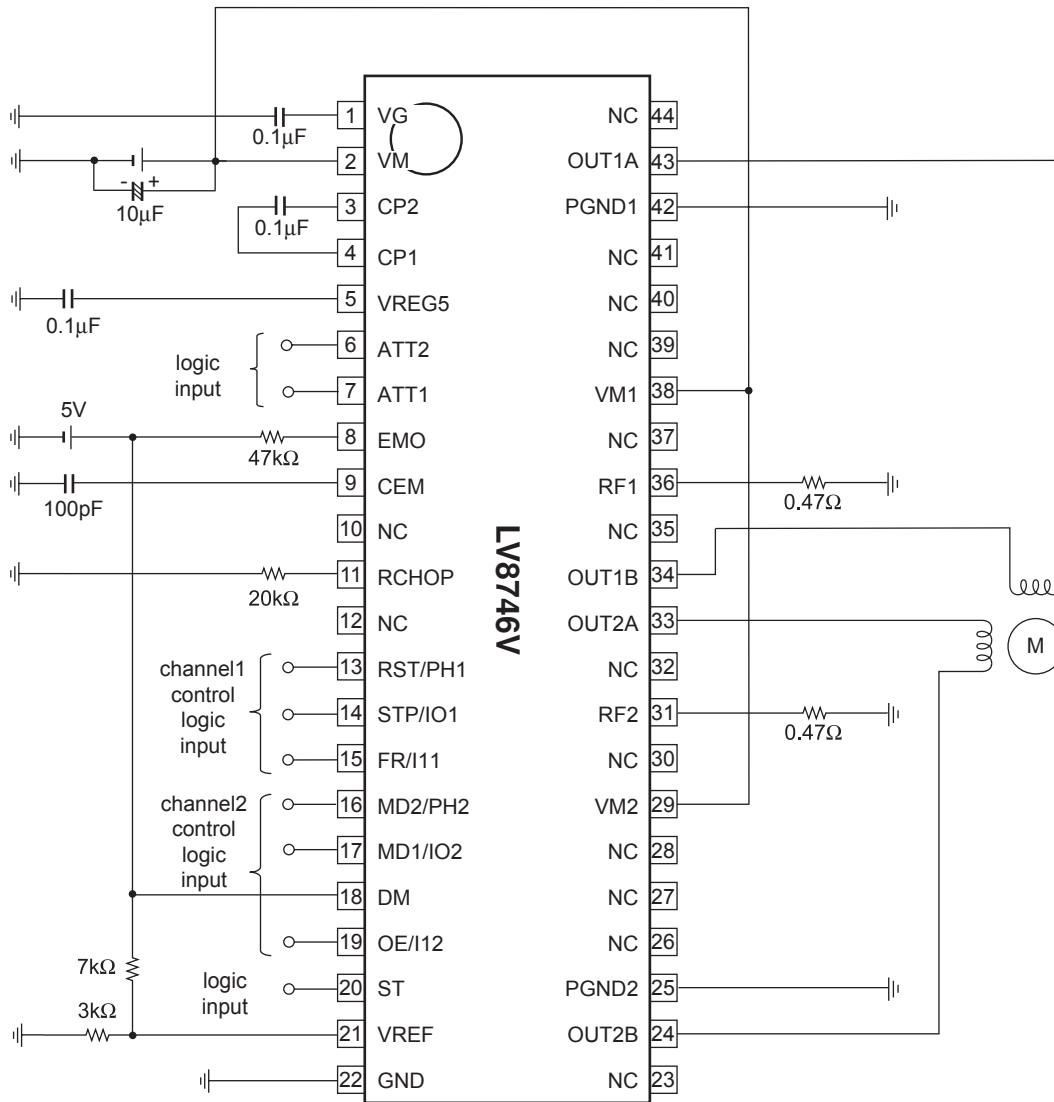 1 VG NC 44
0.1μF
2 VM OUT1A 43
- +
10μF
3 CP2 PGND1 42
0.1μF
4 CP1 NC 41
5 VREG5 NC 40
0.1μF
6 ATT2 NC 39
logic
input
7 ATT1 VM1 38
5V
8 EMO NC 37
47kΩ
9 CEM RF1 36
100pF
0.47Ω
10 NC NC 35
LV8746V
11 RCHOP OUT1B 34
20kΩ
12 NC OUT2A 33
M
channel1
control
logic
input
13 RST/PH1 NC 32
14 STP/IO1 RF2 31
0.47Ω
15 FR/I11 NC 30
channel2
control
logic
input
16 MD2/PH2 VM2 29
17 MD1/IO2 NC 28
18 DM NC 27
19 OE/I12 NC 26
7kΩ
logic
input
20 ST PGND2 25
3kΩ
21 VREF OUT2B 24
22 GND NC 23